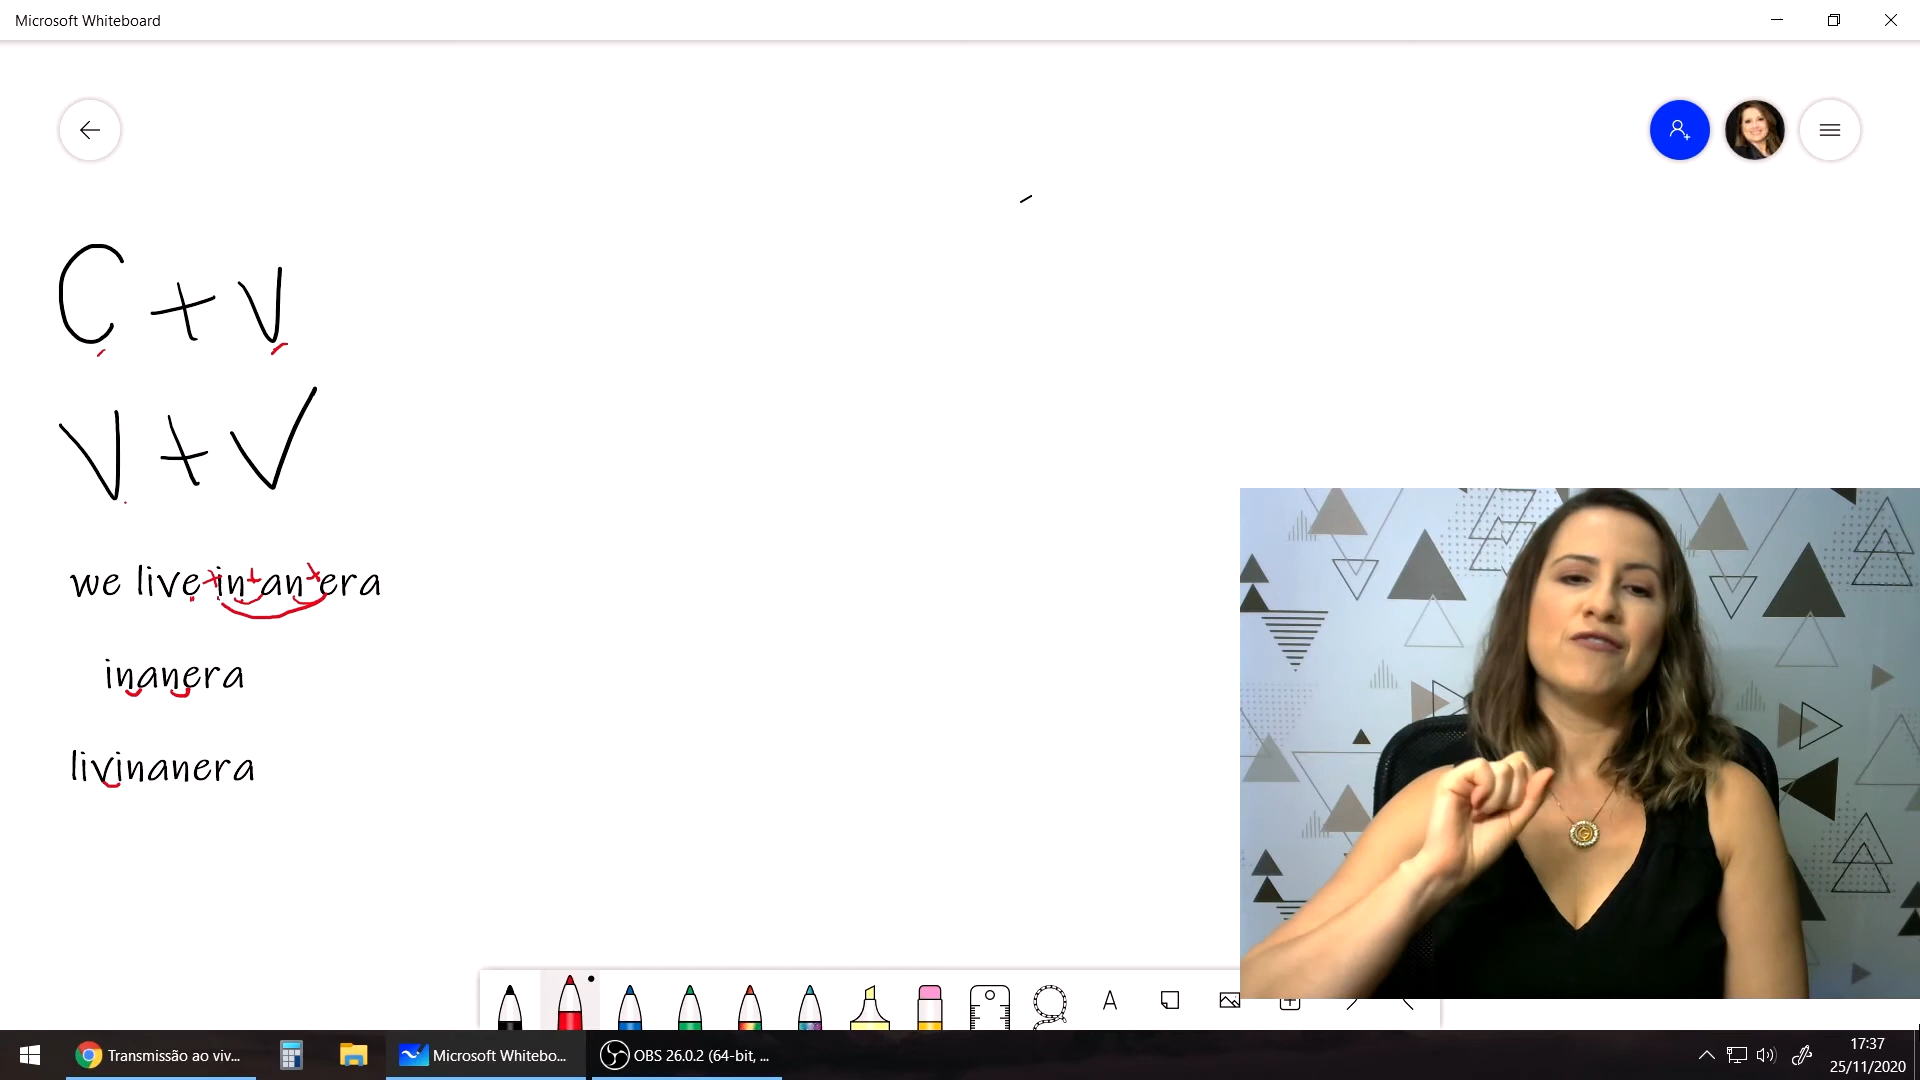 Microsoft Whiteboard
C + V
V + V
we live in an era
inanera
livinanera
A
Transmissão ao viv...
Microsoft Whitebo...
OBS 26.0.2 (64-bit, ...
17:37
25/11/2020